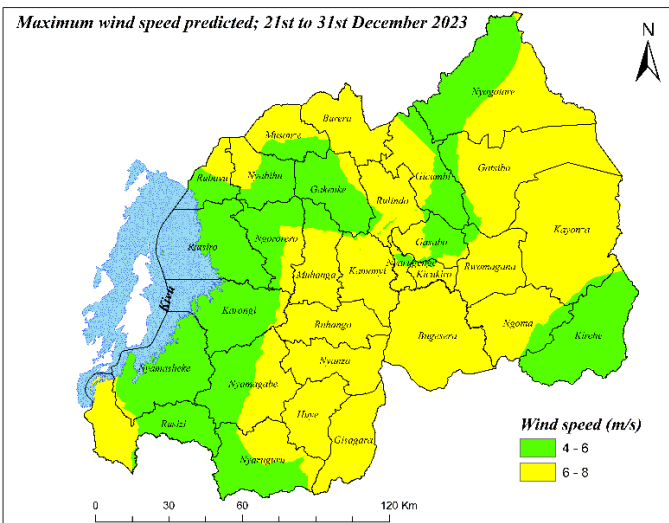 Maximum wind speed predicted; 21st to 31st December 2023
N
Nyagatare
Burera
Musanze
Gicumbi
Gatsibo
Rubavu
Nyabihu
Gakenke
Rulindo
Kayonza
Rutsiro
Ngororero
Gasabo
Nyarugenge
Kicukiro
Rwamagana
Muhanga
Kamonyi
Kivu
Karongi
Ruhango
Bugesera
Ngoma
Kirehe
Nyanza
Nyamasheke
Nyamagabe
Huye
Rusizi
Gisagara
Nyaruguru
Wind speed (m/s)
4 - 6
6 - 8
0 30 60 120 Km